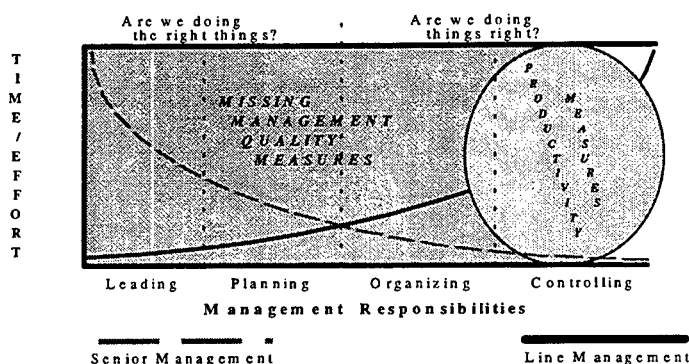 Are we doing
the right things?
Are we doing
things right?
TIME/EFFORT
MISSING
MANAGEMENT
QUALITY
MEASURES
PRODUCTIVITY
MEASURES
Leading
Planning
Organizing
Controlling
Management Responsibilities
Senior Management
Line Management